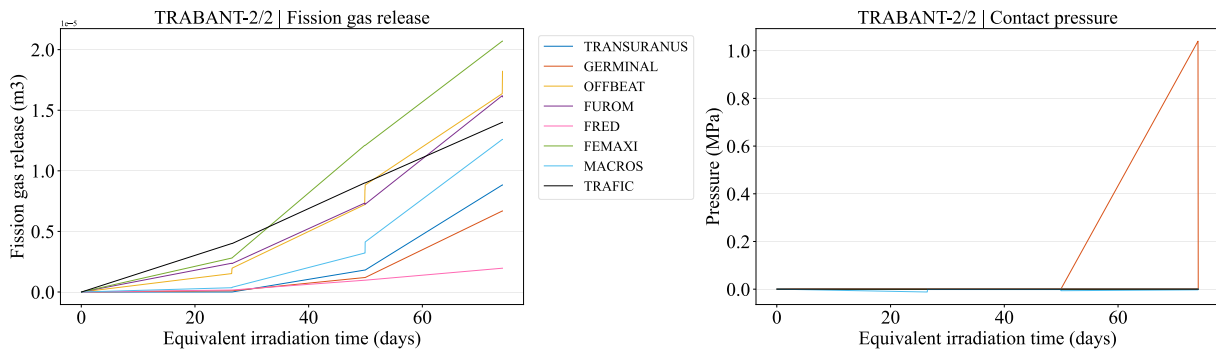 TRABANT-2/2 | Fission gas release
1e−5
2.0
1.5
1.0
0.5
0.0
0
20
40
60
Fission gas release (m3)
Equivalent irradiation time (days)
TRANSURANUS
GERMINAL
OFFBEAT
FUROM
FRED
FEMAXI
MACROS
TRAFIC
TRABANT-2/2 | Contact pressure
1.0
0.8
0.6
0.4
0.2
0.0
0
20
40
60
Pressure (MPa)
Equivalent irradiation time (days)